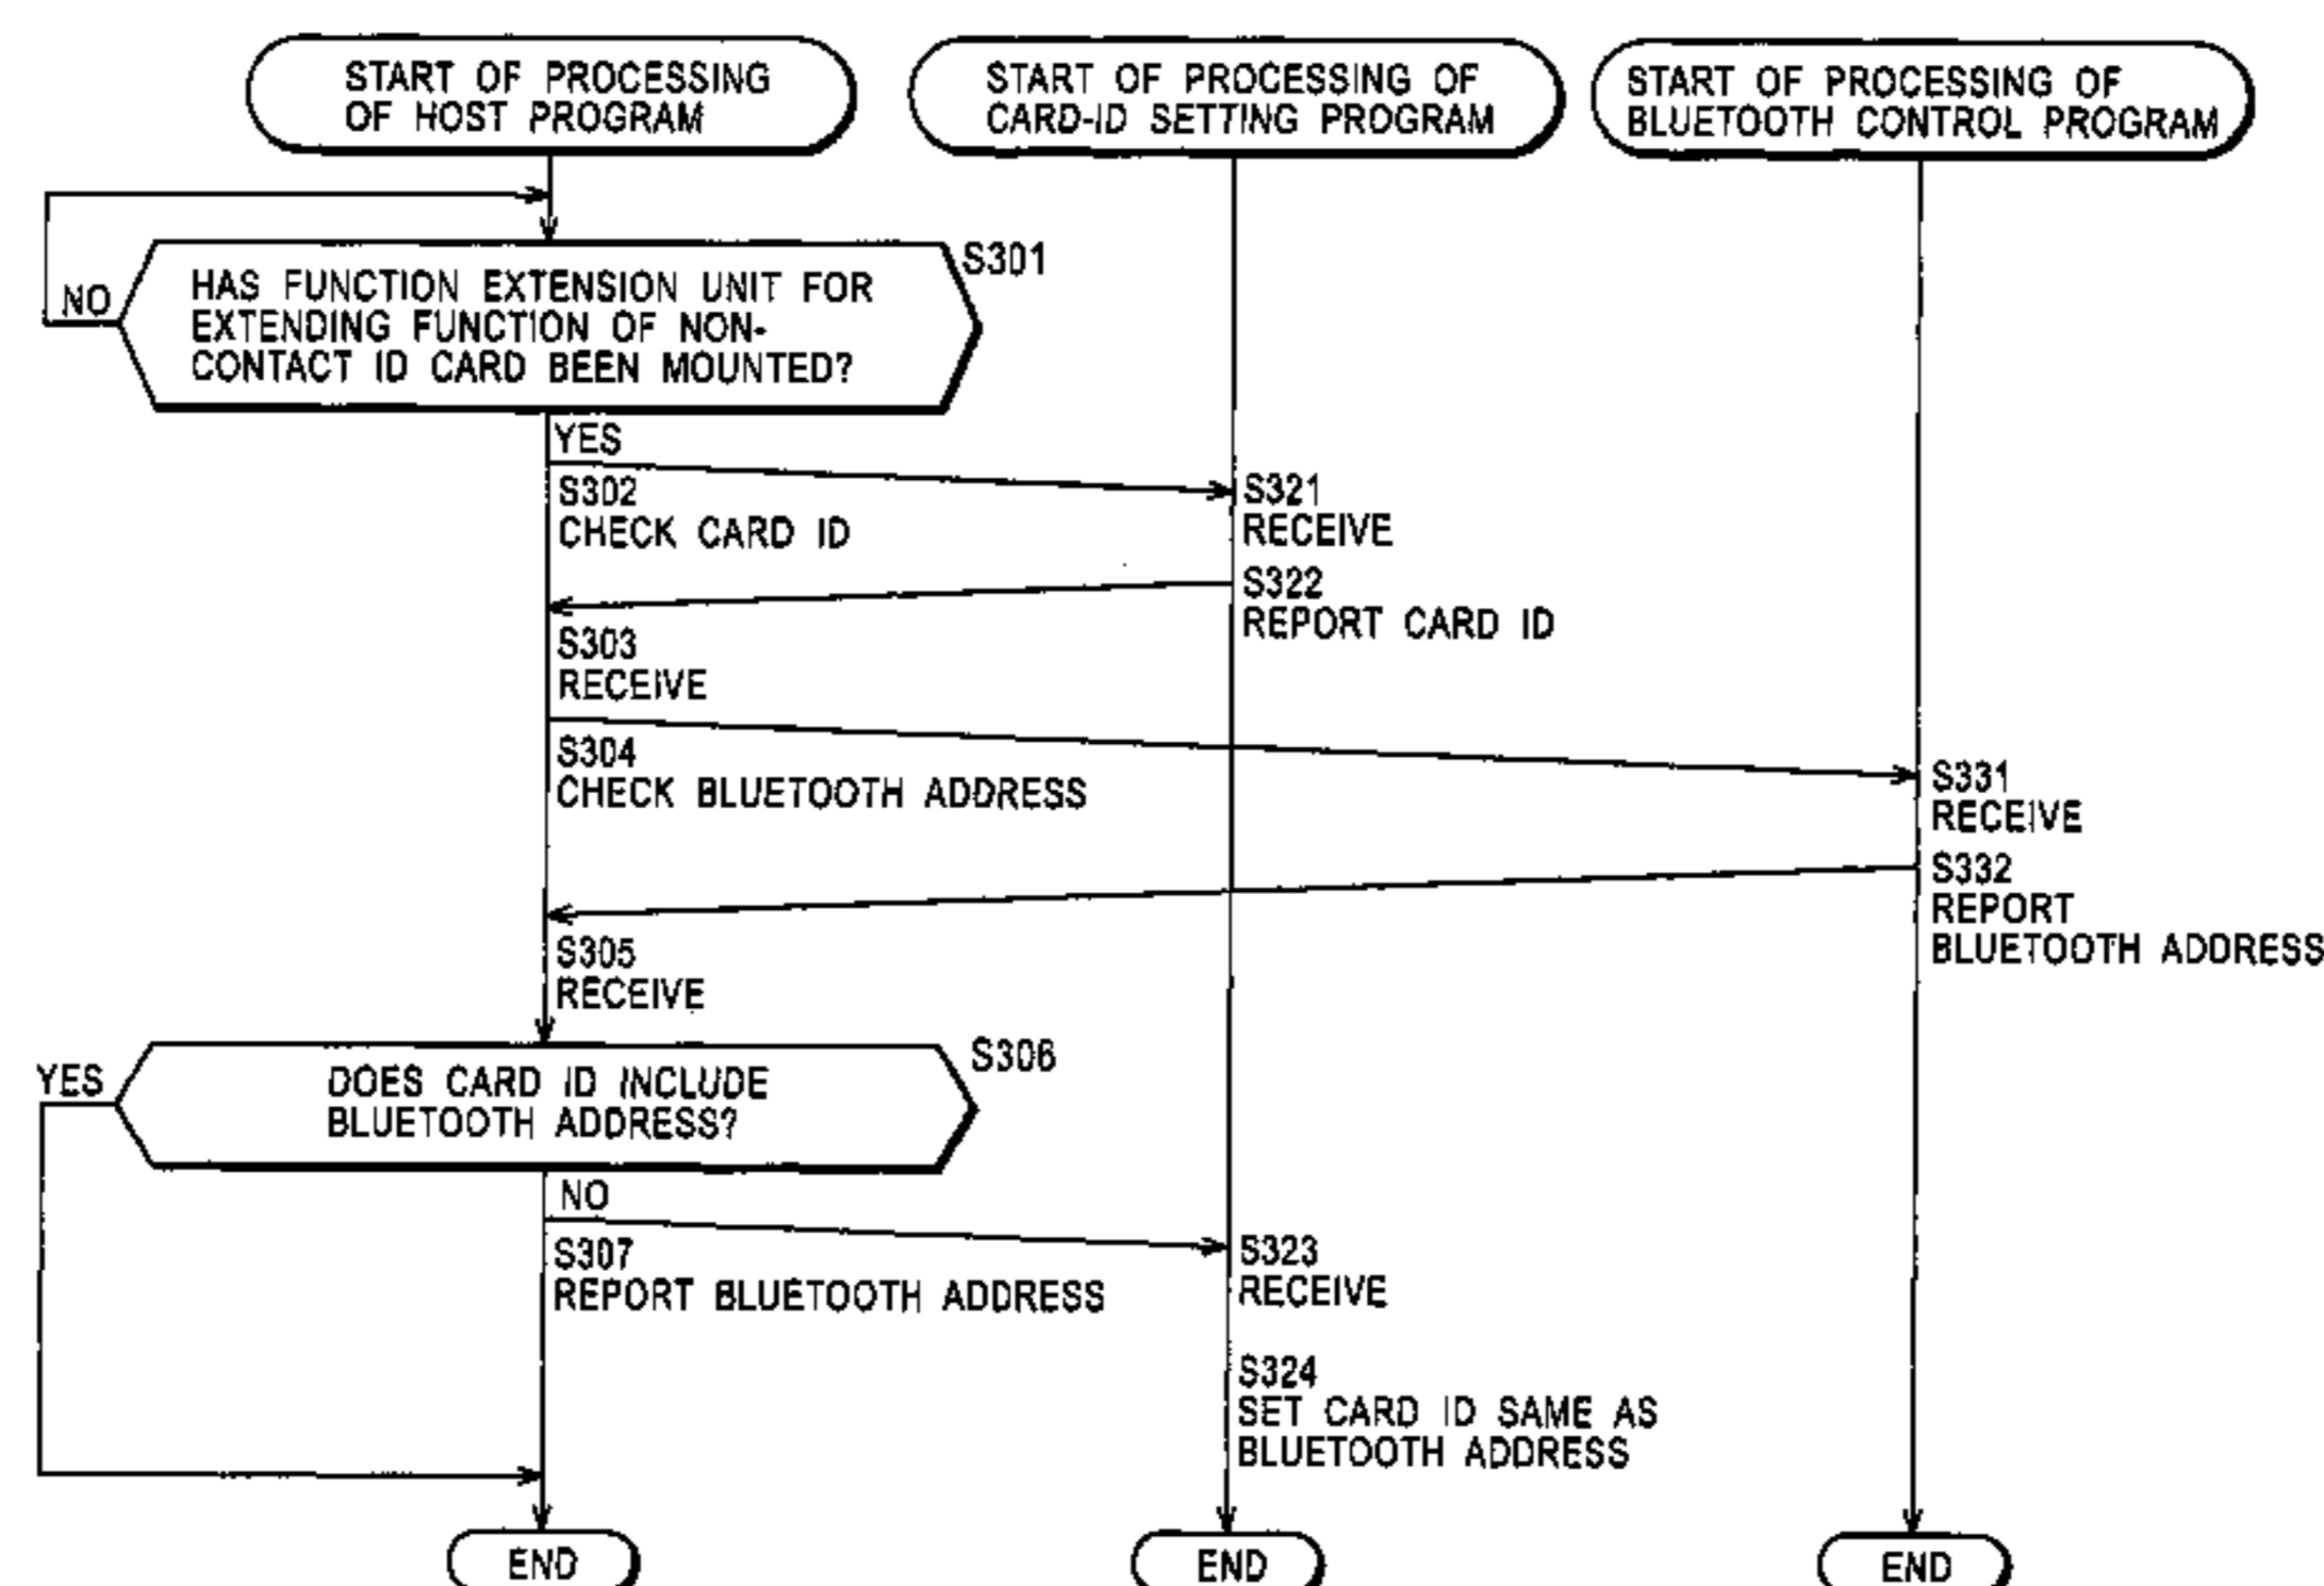 START OF PROCESSING
OF HOST PROGRAM
START OF PROCESSING OF
CARD-ID SETTING PROGRAM
START OF PROCESSING OF
BLUETOOTH CONTROL PROGRAM
S301
HAS FUNCTION EXTENSION UNIT FOR
EXTENDING FUNCTION OF NON-
CONTACT ID CARD BEEN MOUNTED?
NO
YES
S302
CHECK CARD ID
S321
RECEIVE
S322
REPORT CARD ID
S303
RECEIVE
S304
CHECK BLUETOOTH ADDRESS
S331
RECEIVE
S332
REPORT
BLUETOOTH ADDRESS
S305
RECEIVE
S306
YES
DOES CARD ID INCLUDE
BLUETOOTH ADDRESS?
NO
S307
REPORT BLUETOOTH ADDRESS
S323
RECEIVE
S324
SET CARD ID SAME AS
BLUETOOTH ADDRESS
END
END
END